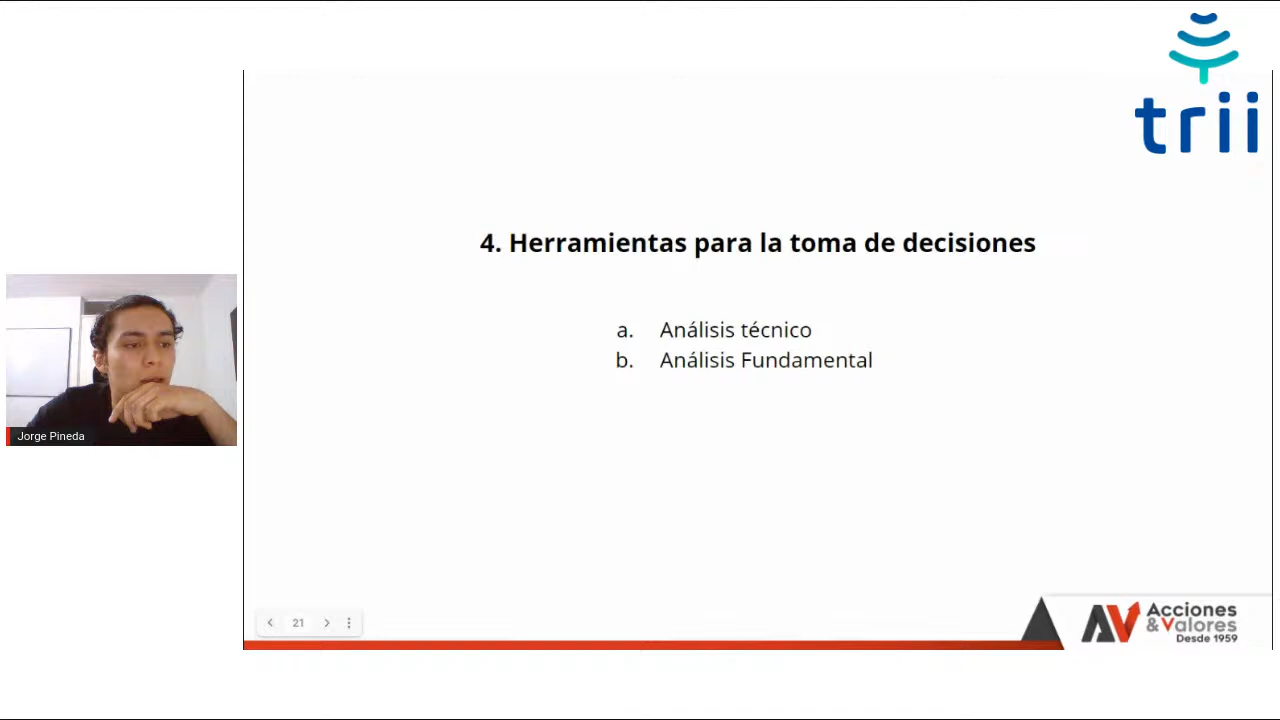 trii
4. Herramientas para la toma de decisiones
a. Análisis técnico
b. Análisis Fundamental
Jorge Pineda
21
AV Acciones
& Valores
Desde 1959